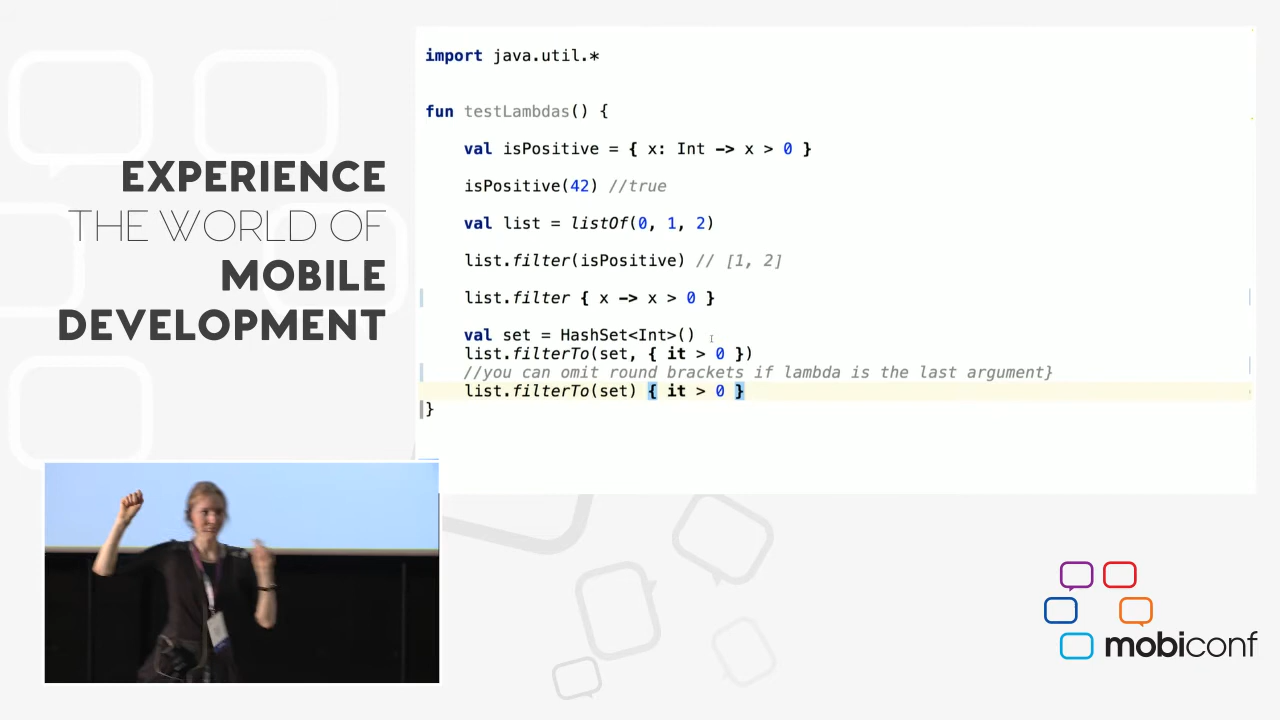 EXPERIENCE
THE WORLD OF
MOBILE
DEVELOPMENT
import java.util.*
fun testLambdas() {
val isPositive = { x: Int -> x > 0 }
isPositive(42) //true
val list = listOf(0, 1, 2)
list.filter(isPositive) // [1, 2]
list.filter { x -> x > 0 }
val set = HashSet<Int>()
list.filterTo(set, { it > 0 })
//you can omit round brackets if lambda is the last argument}
list.filterTo(set) { it > 0 }
}
mobiconf